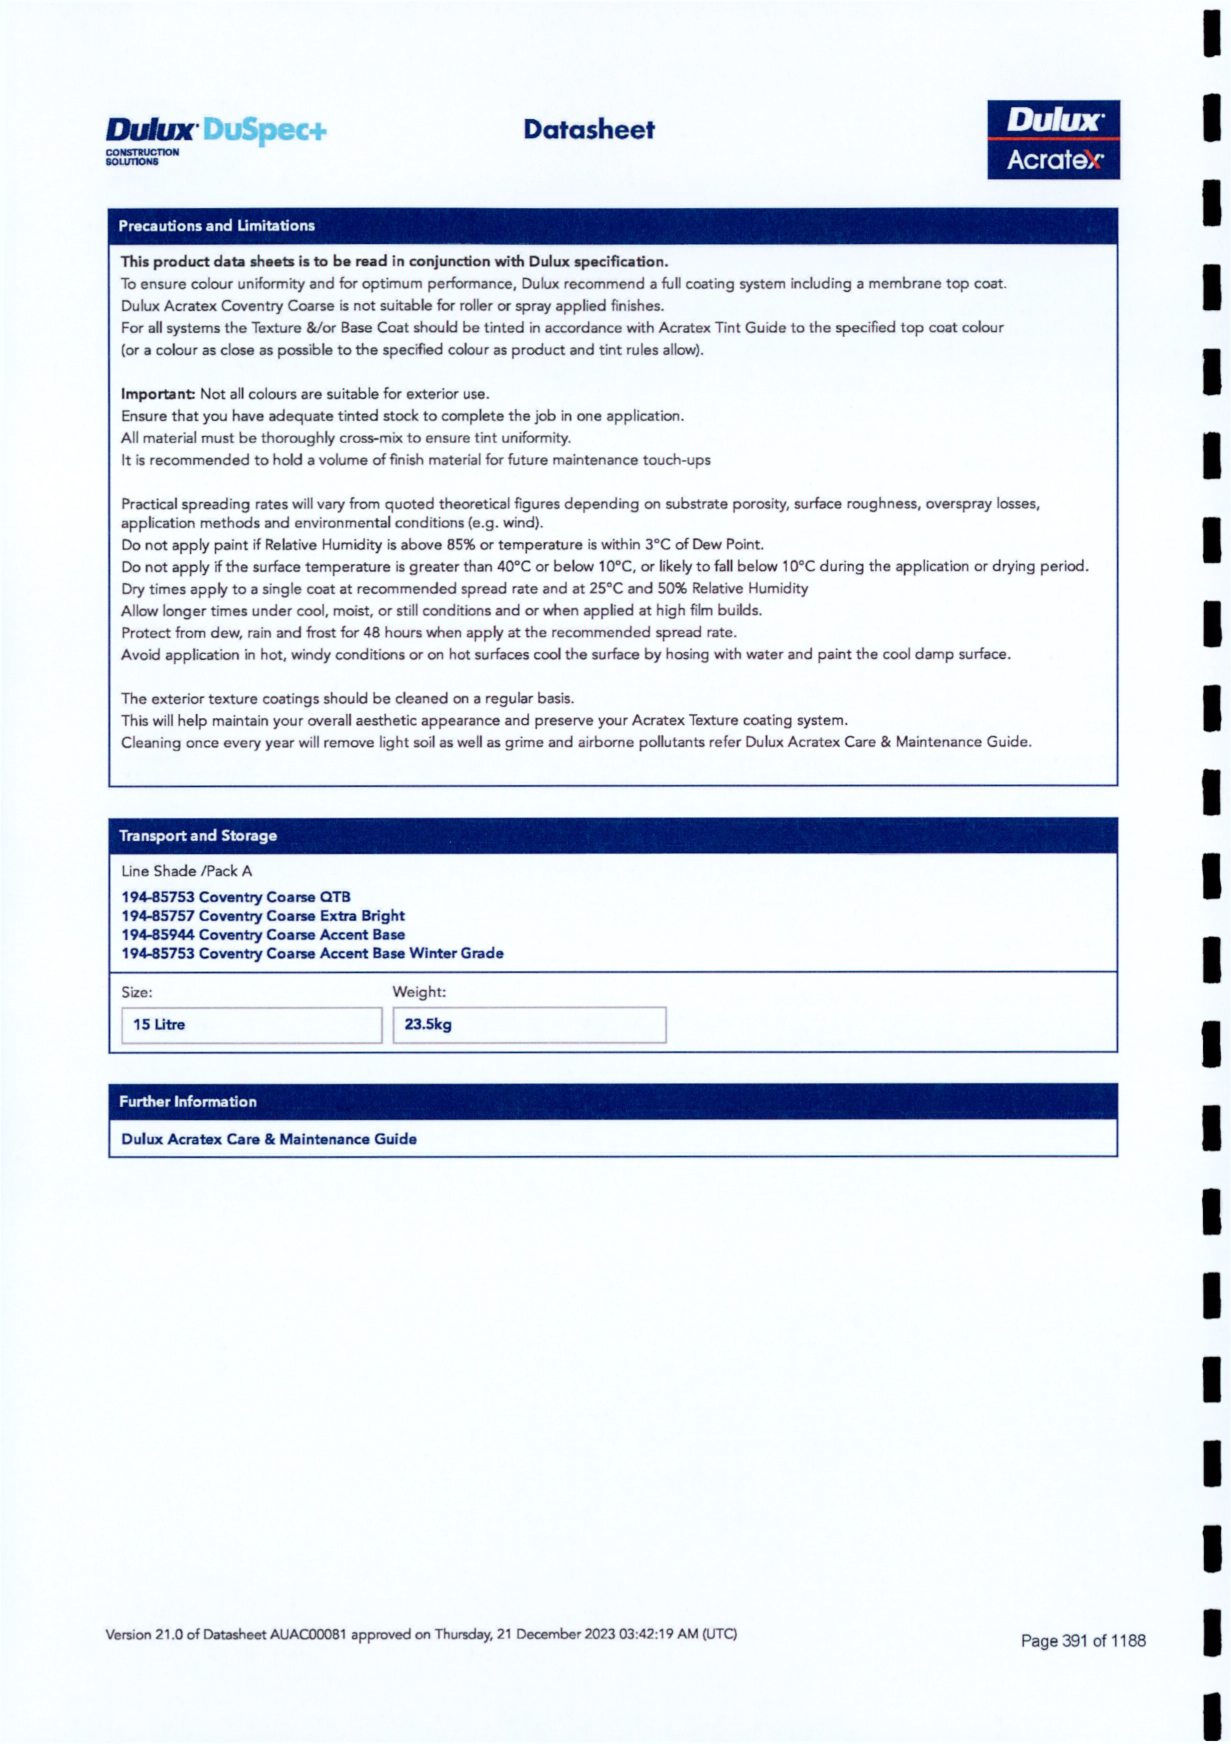 Dulux DuSpec+
CONSTRUCTION
SOLUTIONS
Datasheet
Dulux
Acratex
Precautions and Limitations
This product data sheets is to be read in conjunction with Dulux specification.
To ensure colour uniformity and for optimum performance, Dulux recommend a full coating system including a membrane top coat.
Dulux Acratex Coventry Coarse is not suitable for roller or spray applied finishes.
For all systems the Texture &/or Base Coat should be tinted in accordance with Acratex Tint Guide to the specified top coat colour
(or a colour as close as possible to the specified colour as product and tint rules allow).
Important: Not all colours are suitable for exterior use.
Ensure that you have adequate tinted stock to complete the job in one application.
All material must be thoroughly cross-mix to ensure tint uniformity.
It is recommended to hold a volume of finish material for future maintenance touch-ups
Practical spreading rates will vary from quoted theoretical figures depending on substrate porosity, surface roughness, overspray losses,
application methods and environmental conditions (e.g. wind).
Do not apply paint if Relative Humidity is above 85% or temperature is within 3°C of Dew Point.
Do not apply if the surface temperature is greater than 40°C or below 10°C, or likely to fall below 10°C during the application or drying period.
Dry times apply to a single coat at recommended spread rate and at 25°C and 50% Relative Humidity
Allow longer times under cool, moist, or still conditions and or when applied at high film builds.
Protect from dew, rain and frost for 48 hours when apply at the recommended spread rate.
Avoid application in hot, windy conditions or on hot surfaces cool the surface by hosing with water and paint the cool damp surface.
The exterior texture coatings should be cleaned on a regular basis.
This will help maintain your overall aesthetic appearance and preserve your Acratex Texture coating system.
Cleaning once every year will remove light soil as well as grime and airborne pollutants refer Dulux Acratex Care & Maintenance Guide.
Transport and Storage
Line Shade /Pack A
194-85753 Coventry Coarse QTB
194-85757 Coventry Coarse Extra Bright
194-85944 Coventry Coarse Accent Base
194-85753 Coventry Coarse Accent Base Winter Grade
Size: Weight:
15 Litre 23.5kg
Further Information
Dulux Acratex Care & Maintenance Guide
Version 21.0 of Datasheet AUAC00081 approved on Thursday, 21 December 2023 03:42:19 AM (UTC)
Page 391 of 1188